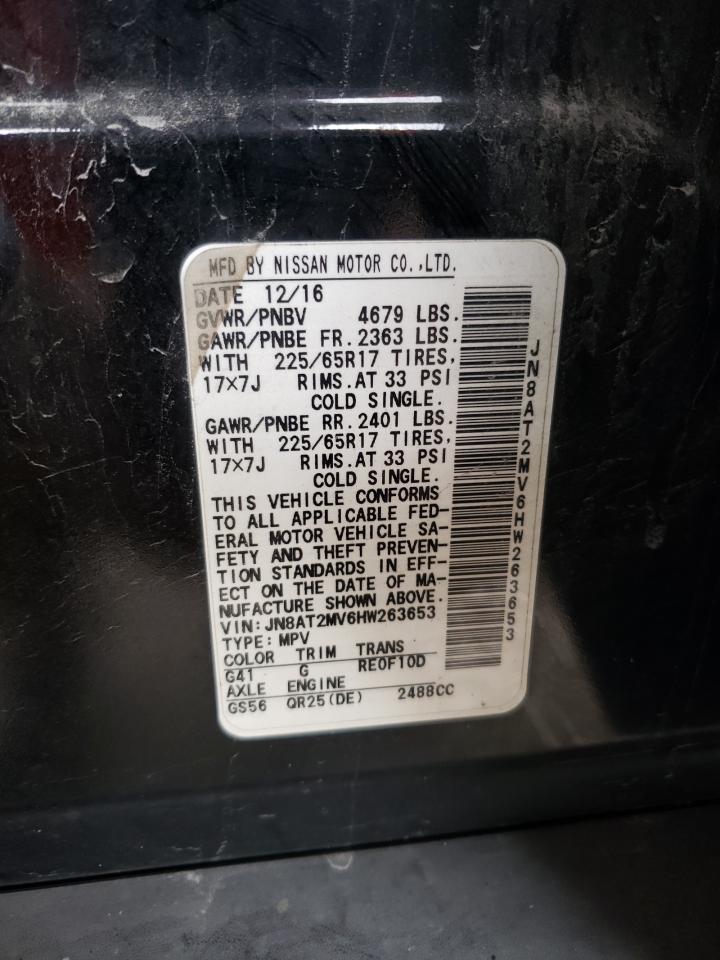 MFD BY NISSAN MOTOR CO.,LTD.
DATE 12/16
GVWR/PNBV 4679 LBS.
GAWR/PNBE FR. 2363 LBS.
WITH 225/65R17 TIRES,
17×7J RIMS.AT 33 PSI
COLD SINGLE.
GAWR/PNBE RR. 2401 LBS.
WITH 225/65R17 TIRES,
17×7J RIMS.AT 33 PSI
COLD SINGLE.
THIS VEHICLE CONFORMS
TO ALL APPLICABLE FED-
ERAL MOTOR VEHICLE SA-
FETY AND THEFT PREVEN-
TION STANDARDS IN EFF-
ECT ON THE DATE OF MA-
NUFACTURE SHOWN ABOVE.
VIN:JN8AT2MV6HW263653
TYPE:MPV
COLOR TRIM TRANS
G41 G RE0F10D
AXLE ENGINE
GS56 QR25(DE) 2488CC
JN8AT2MV6HW263653